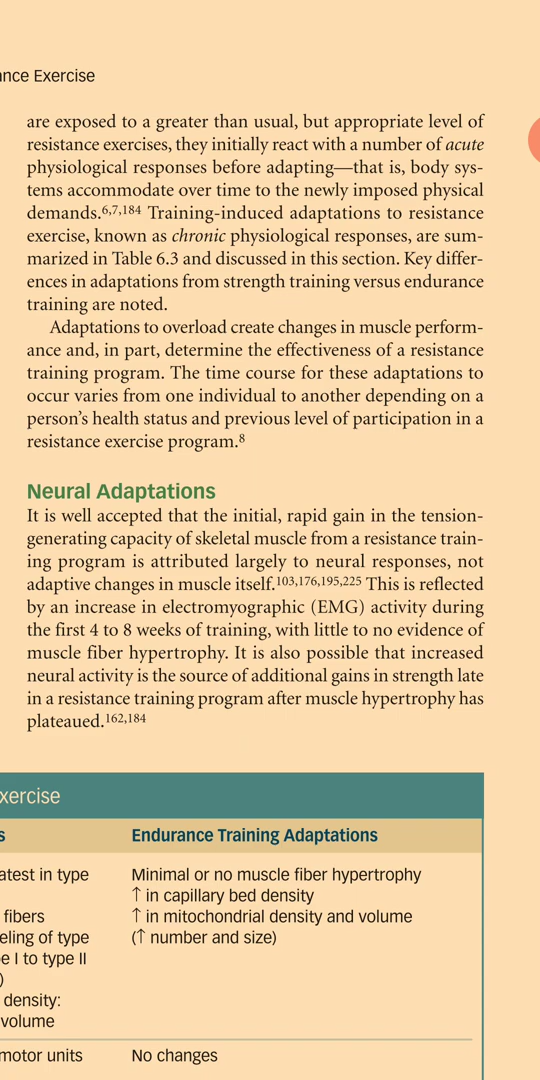 Exercise
are exposed to a greater than usual, but appropriate level of
resistance exercises, they initially react with a number of acute
physiological responses before adapting—that is, body sys-
tems accommodate over time to the newly imposed physical
demands.6,7,184 Training-induced adaptations to resistance
exercise, known as chronic physiological responses, are sum-
marized in Table 6.3 and discussed in this section. Key differ-
ences in adaptations from strength training versus endurance
training are noted.
Adaptations to overload create changes in muscle perform-
ance and, in part, determine the effectiveness of a resistance
training program. The time course for these adaptations to
occur varies from one individual to another depending on a
person's health status and previous level of participation in a
resistance exercise program.8
Neural Adaptations
It is well accepted that the initial, rapid gain in the tension-
generating capacity of skeletal muscle from a resistance train-
ing program is attributed largely to neural responses, not
adaptive changes in muscle itself.103,176,195,225 This is reflected
by an increase in electromyographic (EMG) activity during
the first 4 to 8 weeks of training, with little to no evidence of
muscle fiber hypertrophy. It is also possible that increased
neural activity is the source of additional gains in strength late
in a resistance training program after muscle hypertrophy has
plateaued.162,184
xercise
s Endurance Training Adaptations
atest in type Minimal or no muscle fiber hypertrophy
↑ in capillary bed density
fibers ↑ in mitochondrial density and volume
eling of type (↑ number and size)
e I to type II
)
density:
volume
motor units No changes